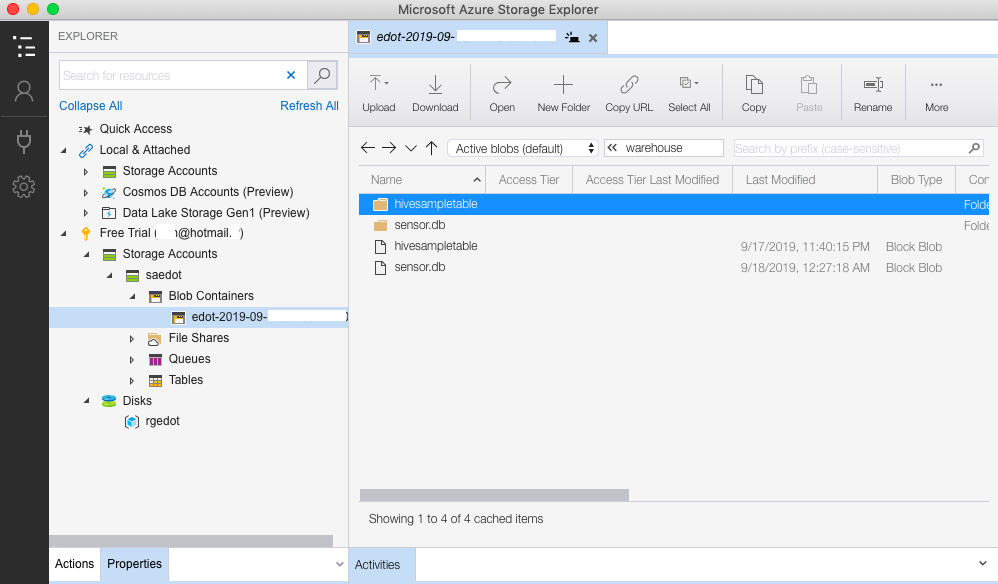 Microsoft Azure Storage Explorer
EXPLORER
Search for resources
Collapse All
Refresh All
Quick Access
Local & Attached
Storage Accounts
Cosmos DB Accounts (Preview)
Data Lake Storage Gen1 (Preview)
Free Trial ( n@hotmail. )
Storage Accounts
saedot
Blob Containers
edot-2019-09-
File Shares
Queues
Tables
Disks
rgedot
Actions
Properties
edot-2019-09-
Upload
Download
Open
New Folder
Copy URL
Select All
Copy
Paste
Rename
More
Active blobs (default)
warehouse
Search by prefix (case-sensitive)
Name Access Tier Access Tier Last Modified Last Modified Blob Type Con
hivesampletable Folde
sensor.db Folde
hivesampletable 9/17/2019, 11:40:15 PM Block Blob
sensor.db 9/18/2019, 12:27:18 AM Block Blob
Showing 1 to 4 of 4 cached items
Activities